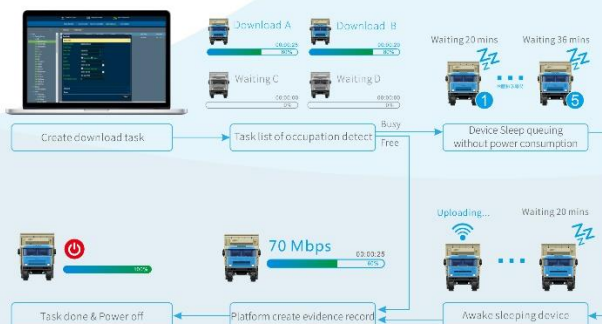 Download A
Download B
00:00:25
80%
00:00:20
80%
Waiting C
Waiting D
00:00:00
0%
00:00:00
0%
Waiting 20 mins
Waiting 36 mins
1
5
Create download task
Task list of occupation detect
Busy
Free
Device Sleep queuing
without power consumption
Uploading...
Waiting 20 mins
70 Mbps
00:00:25
80%
100%
Task done & Power off
Platform create evidence record
Awake sleeping device